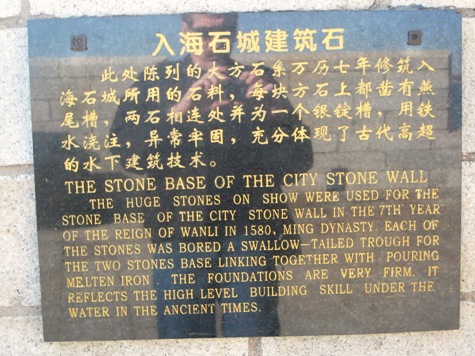 入海石城建筑石
此处陈列的大方石系万历七年修筑入
海石城所用的石料，每块方石上都凿有燕
尾槽，两石相连处并为一个银锭槽，用铁
水浇注，异常牢固，充分体现了古代高超
的水下建筑技术。
THE STONE BASE OF THE CITY STONE WALL
THE HUGE STONES ON SHOW WERE USED FOR THE
STONE BASE OF THE CITY STONE WALL IN THE 7TH YEAR
OF THE REIGN OF WANLI IN 1580, MING DYNASTY. EACH OF
THE STONES WAS BORED A SWALLOW-TAILED TROUGH FOR
THE TWO STONES BASE LINKING TOGETHER WITH POURING
MELTEN IRON THE FOUNDATIONS ARE VERY FIRM. IT
REFLECTS THE HIGH LEVEL BUILDING SKILL UNDER THE
WATER IN THE ANCIENT TIMES.